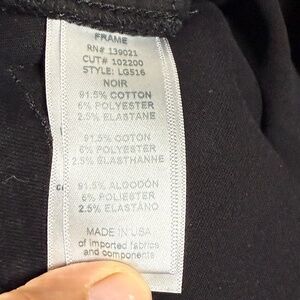 FRAME
RN# 139021
CUT# 102200
STYLE: LG516
NOIR
91.5% COTTON
6% POLYESTER
2.5% ELASTANE
91.5% COTON
6% POLYESTER
2.5% ELASTHANNE
91.5% ALGODÓN
6% POLIESTER
2.5% ELASTANO
MADE IN USA
of imported fabrics
and components